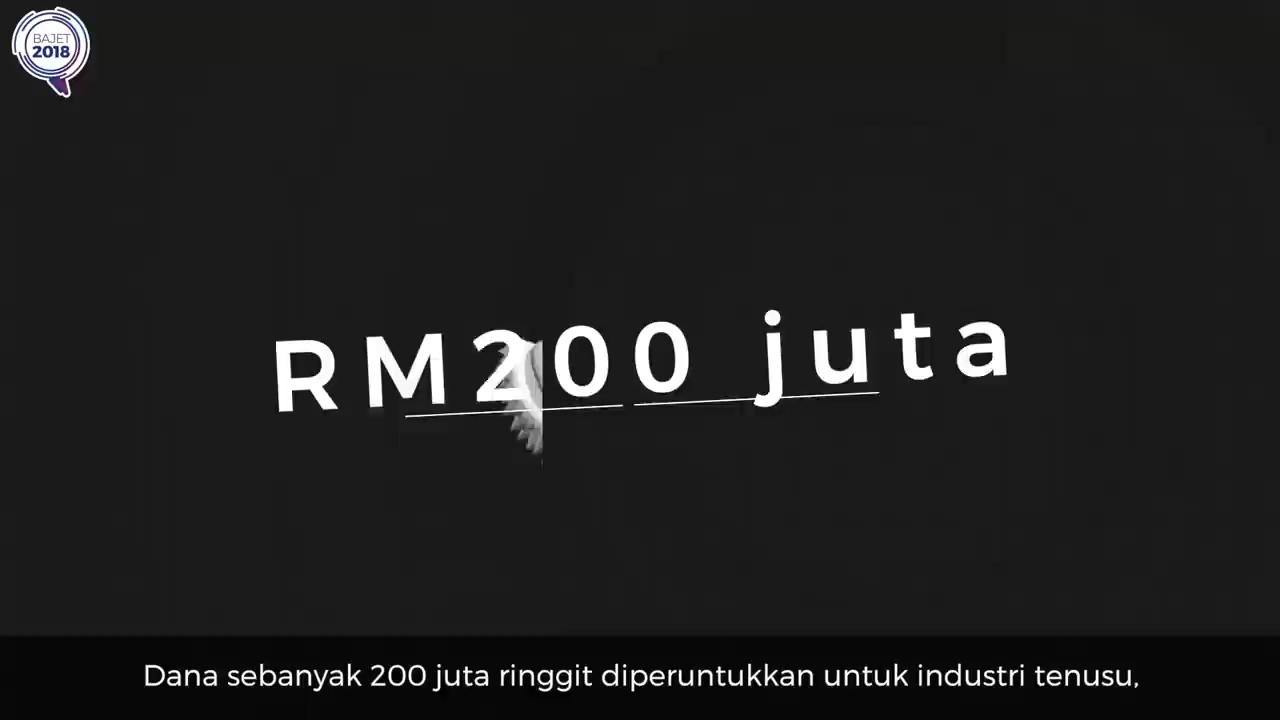 BAJET
2018
RM200 juta
Dana sebanyak 200 juta ringgit diperuntukkan untuk industri tenusu,